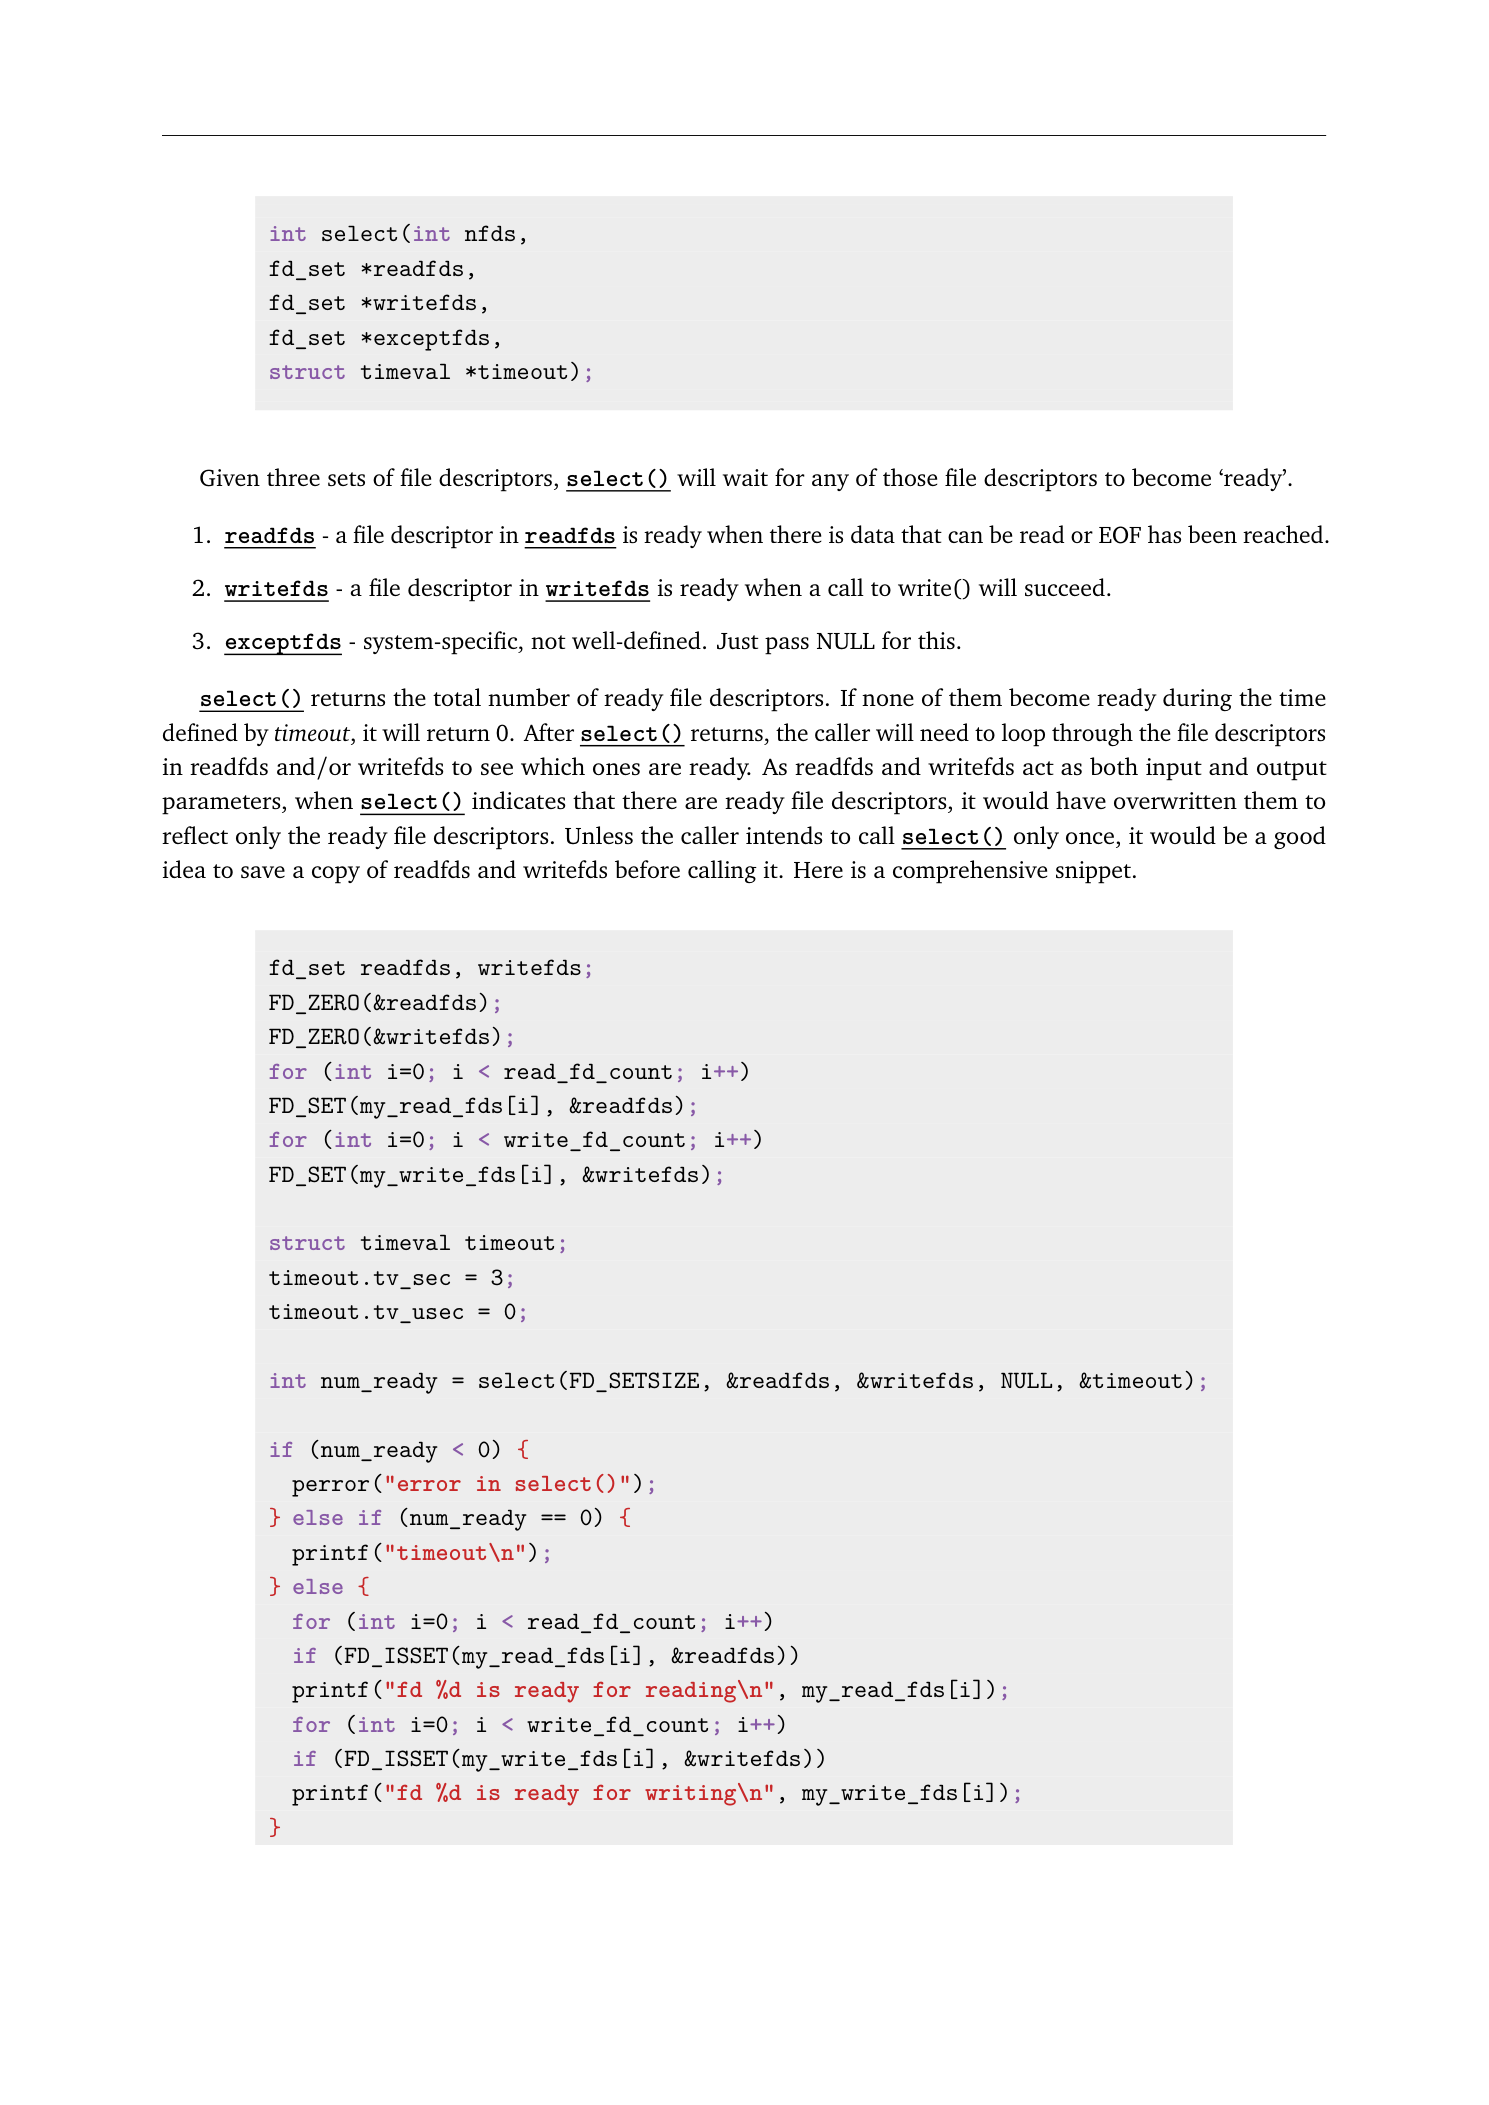 int select(int nfds,
fd_set *readfds,
fd_set *writefds,
fd_set *exceptfds,
struct timeval *timeout);
Given three sets of file descriptors, select() will wait for any of those file descriptors to become ‘ready’.
1. readfds - a file descriptor in readfds is ready when there is data that can be read or EOF has been reached.
2. writefds - a file descriptor in writefds is ready when a call to write() will succeed.
3. exceptfds - system-specific, not well-defined. Just pass NULL for this.
select() returns the total number of ready file descriptors. If none of them become ready during the time
defined by timeout, it will return 0. After select() returns, the caller will need to loop through the file descriptors
in readfds and/or writefds to see which ones are ready. As readfds and writefds act as both input and output
parameters, when select() indicates that there are ready file descriptors, it would have overwritten them to
reflect only the ready file descriptors. Unless the caller intends to call select() only once, it would be a good
idea to save a copy of readfds and writefds before calling it. Here is a comprehensive snippet.
fd_set readfds, writefds;
FD_ZERO(&readfds);
FD_ZERO(&writefds);
for (int i=0; i < read_fd_count; i++)
FD_SET(my_read_fds[i], &readfds);
for (int i=0; i < write_fd_count; i++)
FD_SET(my_write_fds[i], &writefds);
struct timeval timeout;
timeout.tv_sec = 3;
timeout.tv_usec = 0;
int num_ready = select(FD_SETSIZE, &readfds, &writefds, NULL, &timeout);
if (num_ready < 0) {
  perror("error in select()");
} else if (num_ready == 0) {
  printf("timeout\n");
} else {
  for (int i=0; i < read_fd_count; i++)
  if (FD_ISSET(my_read_fds[i], &readfds))
  printf("fd %d is ready for reading\n", my_read_fds[i]);
  for (int i=0; i < write_fd_count; i++)
  if (FD_ISSET(my_write_fds[i], &writefds))
  printf("fd %d is ready for writing\n", my_write_fds[i]);
}